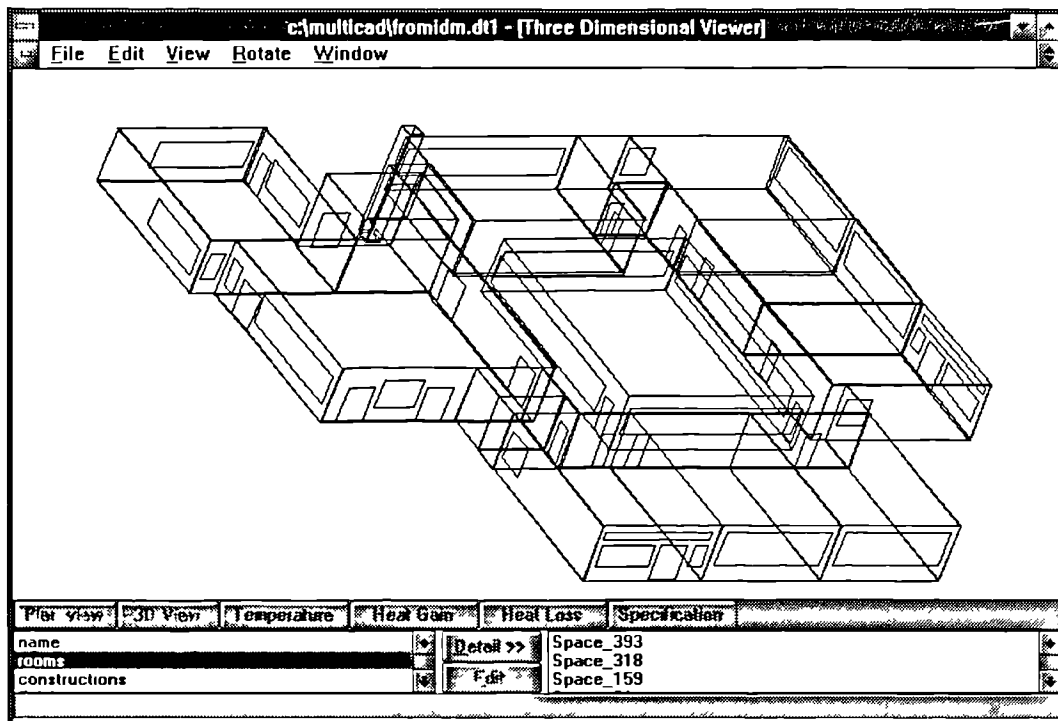 c:\multicad\fromidm.dt1 - [Three Dimensional Viewer]
File Edit View Rotate Window
Plan View 3D View Temperature Heat Gain Heat Loss Specification
name Detail >> Space_393
rooms Space_318
constructions Edit Space_159